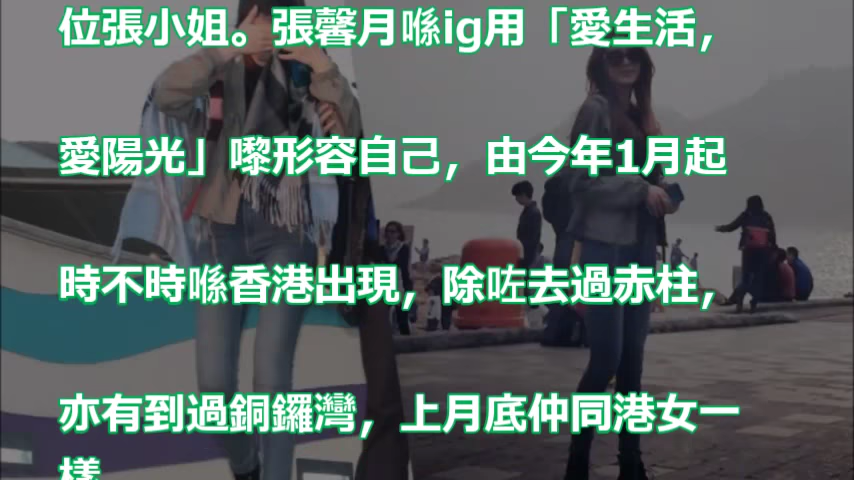 位張小姐。張馨月喺ig用「愛生活，
愛陽光」嚟形容自己，由今年1月起
時不時喺香港出現，除咗去過赤柱，
亦有到過銅鑼灣，上月底仲同港女一
樣